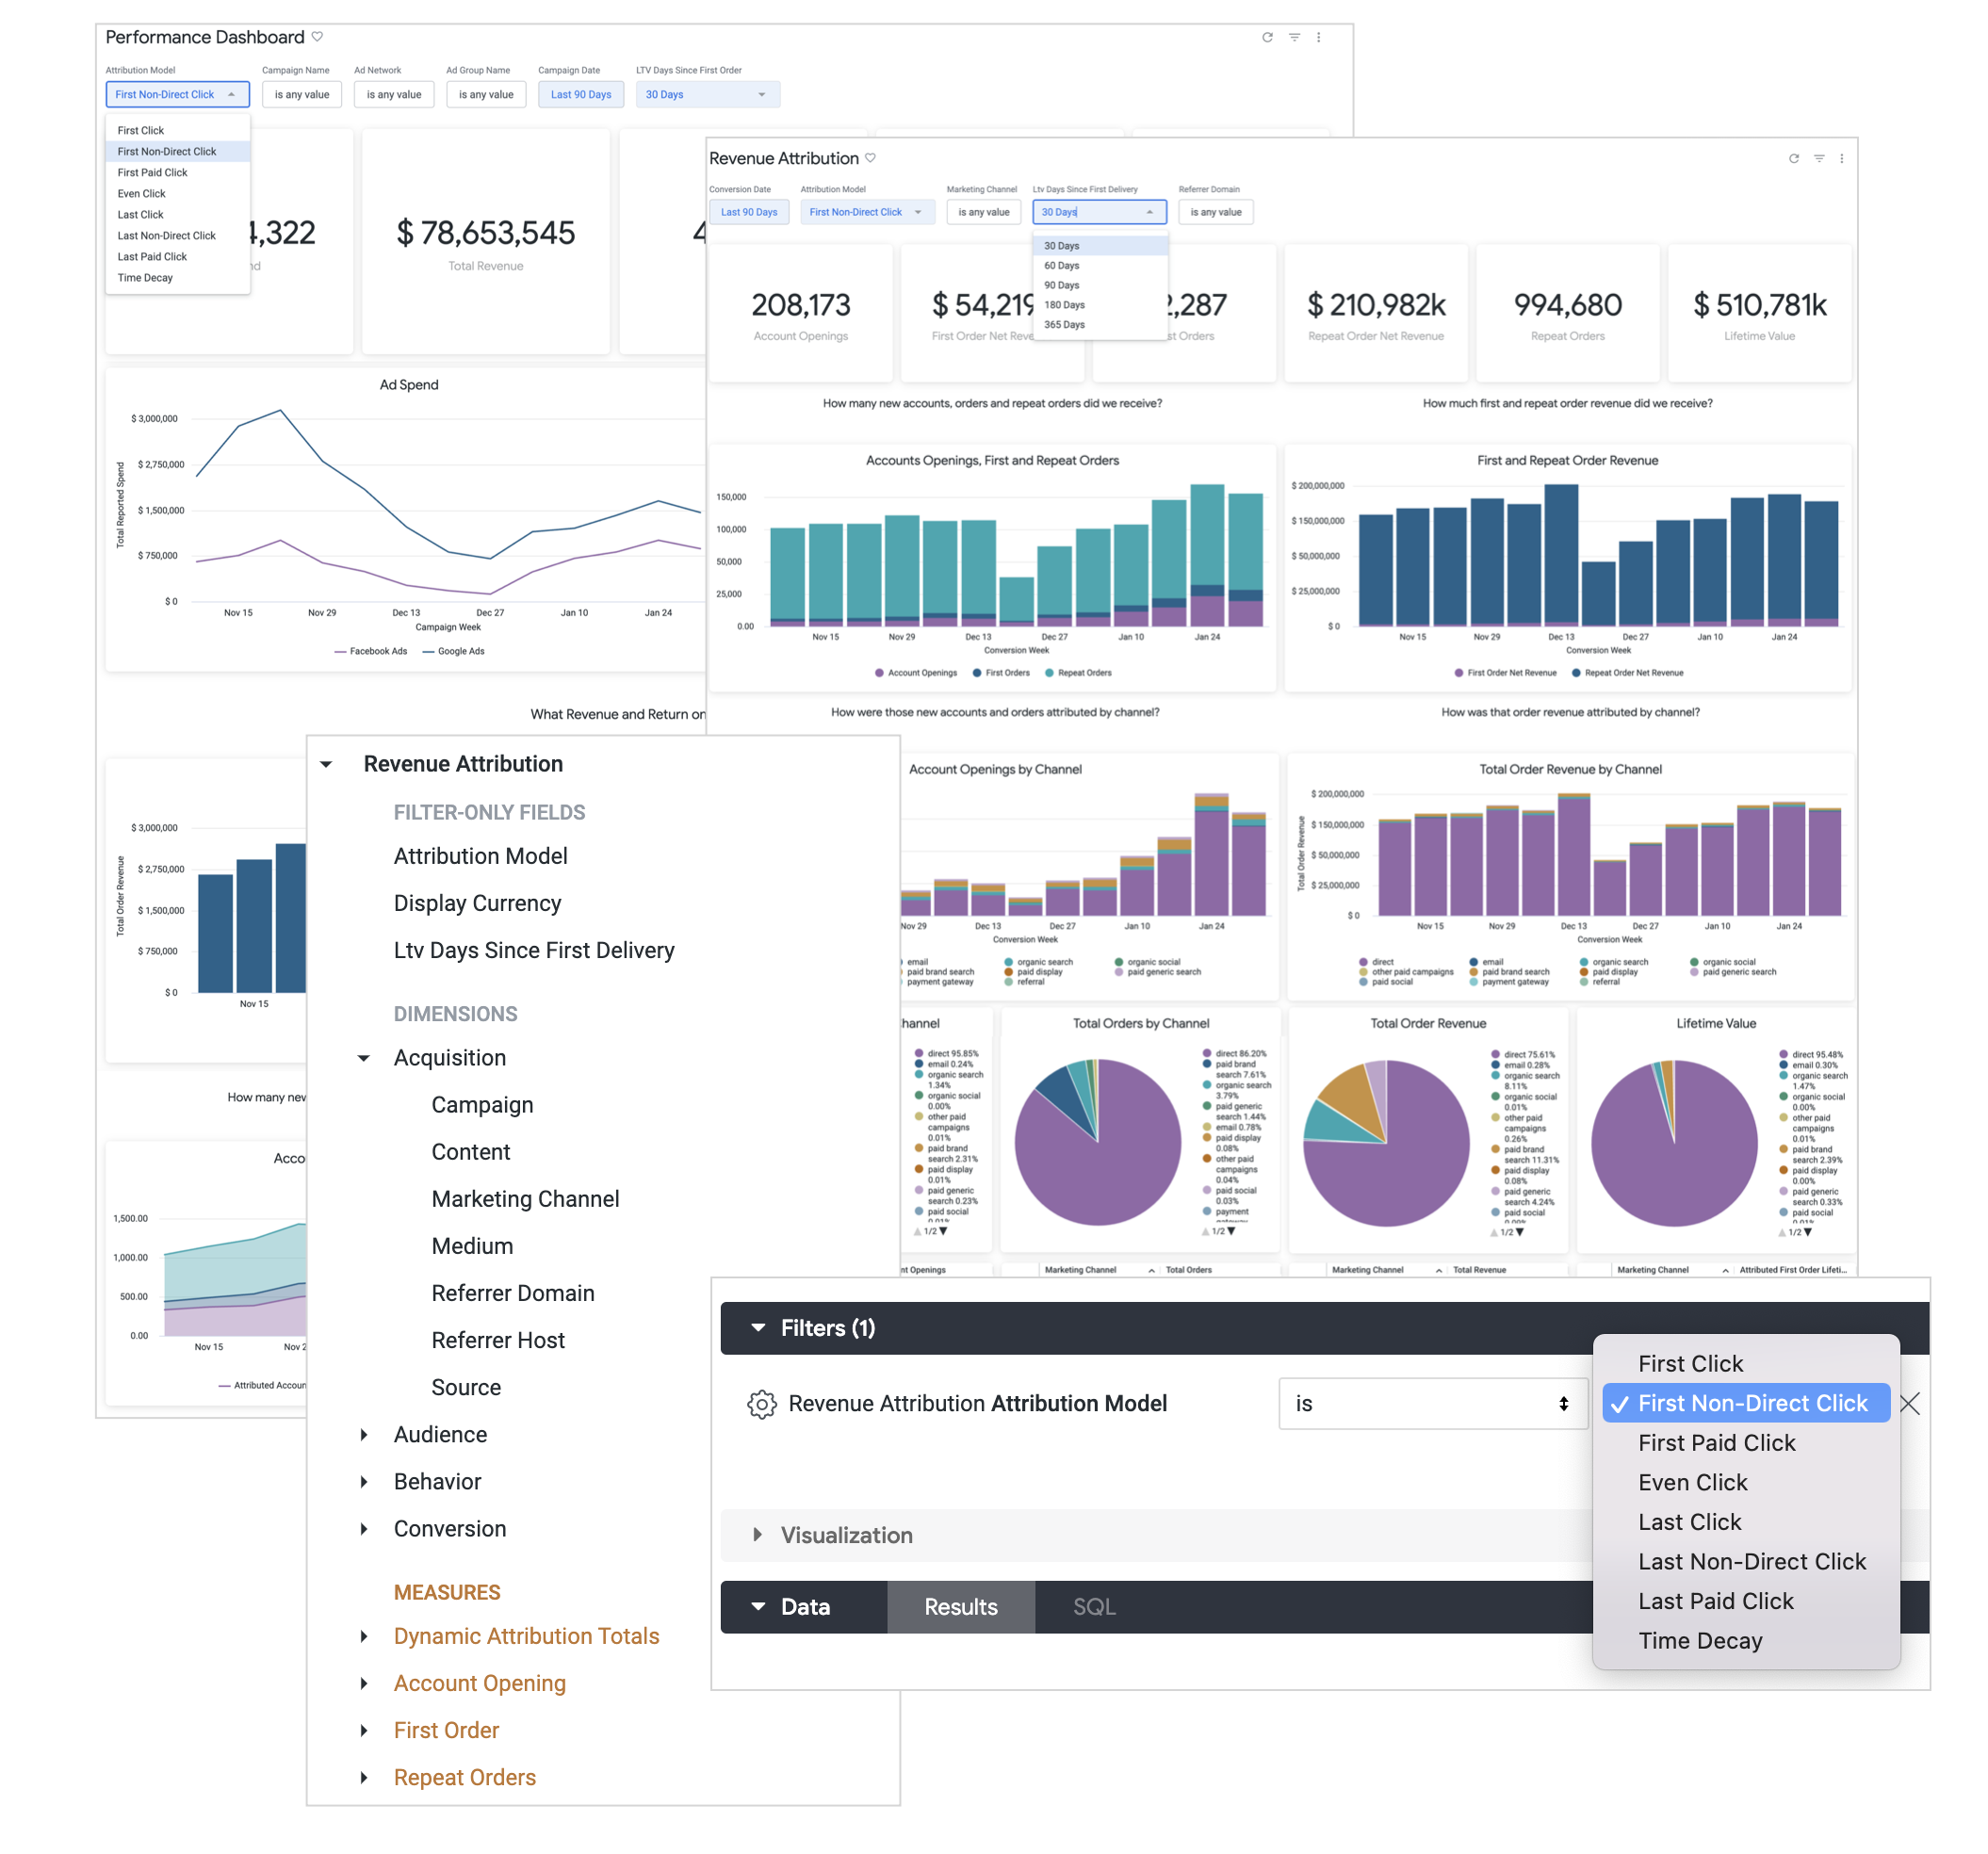 Performance Dashboard
Attribution Model
Campaign Name
Ad Network
Ad Group Name
Campaign Date
LTV Days Since First Order
First Non-Direct Click
is any value
is any value
is any value
Last 90 Days
30 Days
First Click
First Non-Direct Click
First Paid Click
Even Click
Last Click
Last Non-Direct Click
Last Paid Click
Time Decay
4,322
$ 78,653,545
Total Revenue
Ad Spend
Total Reported Spend
$ 3,000,000
$ 2,750,000
$ 1,500,000
$ 750,000
$ 0
Nov 15
Nov 29
Dec 13
Dec 27
Jan 10
Jan 24
Campaign Week
Facebook Ads
Google Ads
What Revenue and Return on
Total Order Revenue
$ 3,000,000
$ 2,750,000
$ 1,500,000
$ 750,000
$ 0
Nov 15
How many new
Acco
1,500.00
1,000.00
500.00
0.00
Nov 15
Nov 2
Attributed Accoun
Revenue Attribution
Conversion Date
Attribution Model
Marketing Channel
Ltv Days Since First Delivery
Referrer Domain
Last 90 Days
First Non-Direct Click
is any value
30 Days
is any value
30 Days
60 Days
90 Days
180 Days
365 Days
208,173
Account Openings
$ 54,219
First Order Net Reve
2,287
st Orders
$ 210,982k
Repeat Order Net Revenue
994,680
Repeat Orders
$ 510,781k
Lifetime Value
How many new accounts, orders and repeat orders did we receive?
How much first and repeat order revenue did we receive?
Accounts Openings, First and Repeat Orders
150,000
100,000
50,000
25,000
0.00
Nov 15
Nov 29
Dec 13
Dec 27
Jan 10
Jan 24
Conversion Week
Account Openings
First Orders
Repeat Orders
First and Repeat Order Revenue
$ 200,000,000
$ 150,000,000
$ 50,000,000
$ 25,000,000
$ 0
Nov 15
Nov 29
Dec 13
Dec 27
Jan 10
Jan 24
Conversion Week
First Order Net Revenue
Repeat Order Net Revenue
How were those new accounts and orders attributed by channel?
How was that order revenue attributed by channel?
Account Openings by Channel
Nov 29
Dec 13
Dec 27
Jan 10
Jan 24
Conversion Week
email
organic search
organic social
paid brand search
paid display
paid generic search
payment gateway
referral
Total Order Revenue by Channel
Total Order Revenue
$ 200,000,000
$ 150,000,000
$ 50,000,000
$ 25,000,000
$ 0
Nov 15
Nov 29
Dec 13
Dec 27
Jan 10
Jan 24
Conversion Week
direct
email
organic search
organic social
other paid campaigns
paid brand search
paid display
paid generic search
paid social
payment gateway
referral
hannel
direct 95.85%
email 0.24%
organic search
1.34%
organic social
0.00%
other paid
campaigns
0.01%
paid brand
search 2.31%
paid display
0.01%
paid generic
search 0.23%
paid social
1/2
Total Orders by Channel
direct 86.20%
paid brand
search 7.61%
organic search
3.79%
paid generic
search 1.44%
email 0.78%
paid display
0.08%
other paid
campaigns
0.04%
paid social
0.03%
payment
1/2
Total Order Revenue
direct 75.61%
email 0.28%
organic search
8.11%
organic social
0.01%
other paid
campaigns
0.26%
paid brand
search 11.31%
paid display
0.08%
paid generic
search 4.24%
paid social
1/2
Lifetime Value
direct 95.48%
email 0.30%
organic search
1.47%
organic social
0.00%
other paid
campaigns
0.01%
paid brand
search 2.39%
paid display
0.00%
paid generic
search 0.33%
paid social
1/2
nt Openings
Marketing Channel
Total Orders
Marketing Channel
Total Revenue
Marketing Channel
Attributed First Order Lifeti...
Revenue Attribution
FILTER-ONLY FIELDS
Attribution Model
Display Currency
Ltv Days Since First Delivery
DIMENSIONS
Acquisition
Campaign
Content
Marketing Channel
Medium
Referrer Domain
Referrer Host
Source
Audience
Behavior
Conversion
MEASURES
Dynamic Attribution Totals
Account Opening
First Order
Repeat Orders
Filters (1)
Revenue Attribution Attribution Model
is
First Click
First Non-Direct Click
First Paid Click
Even Click
Last Click
Last Non-Direct Click
Last Paid Click
Time Decay
Visualization
Data
Results
SQL